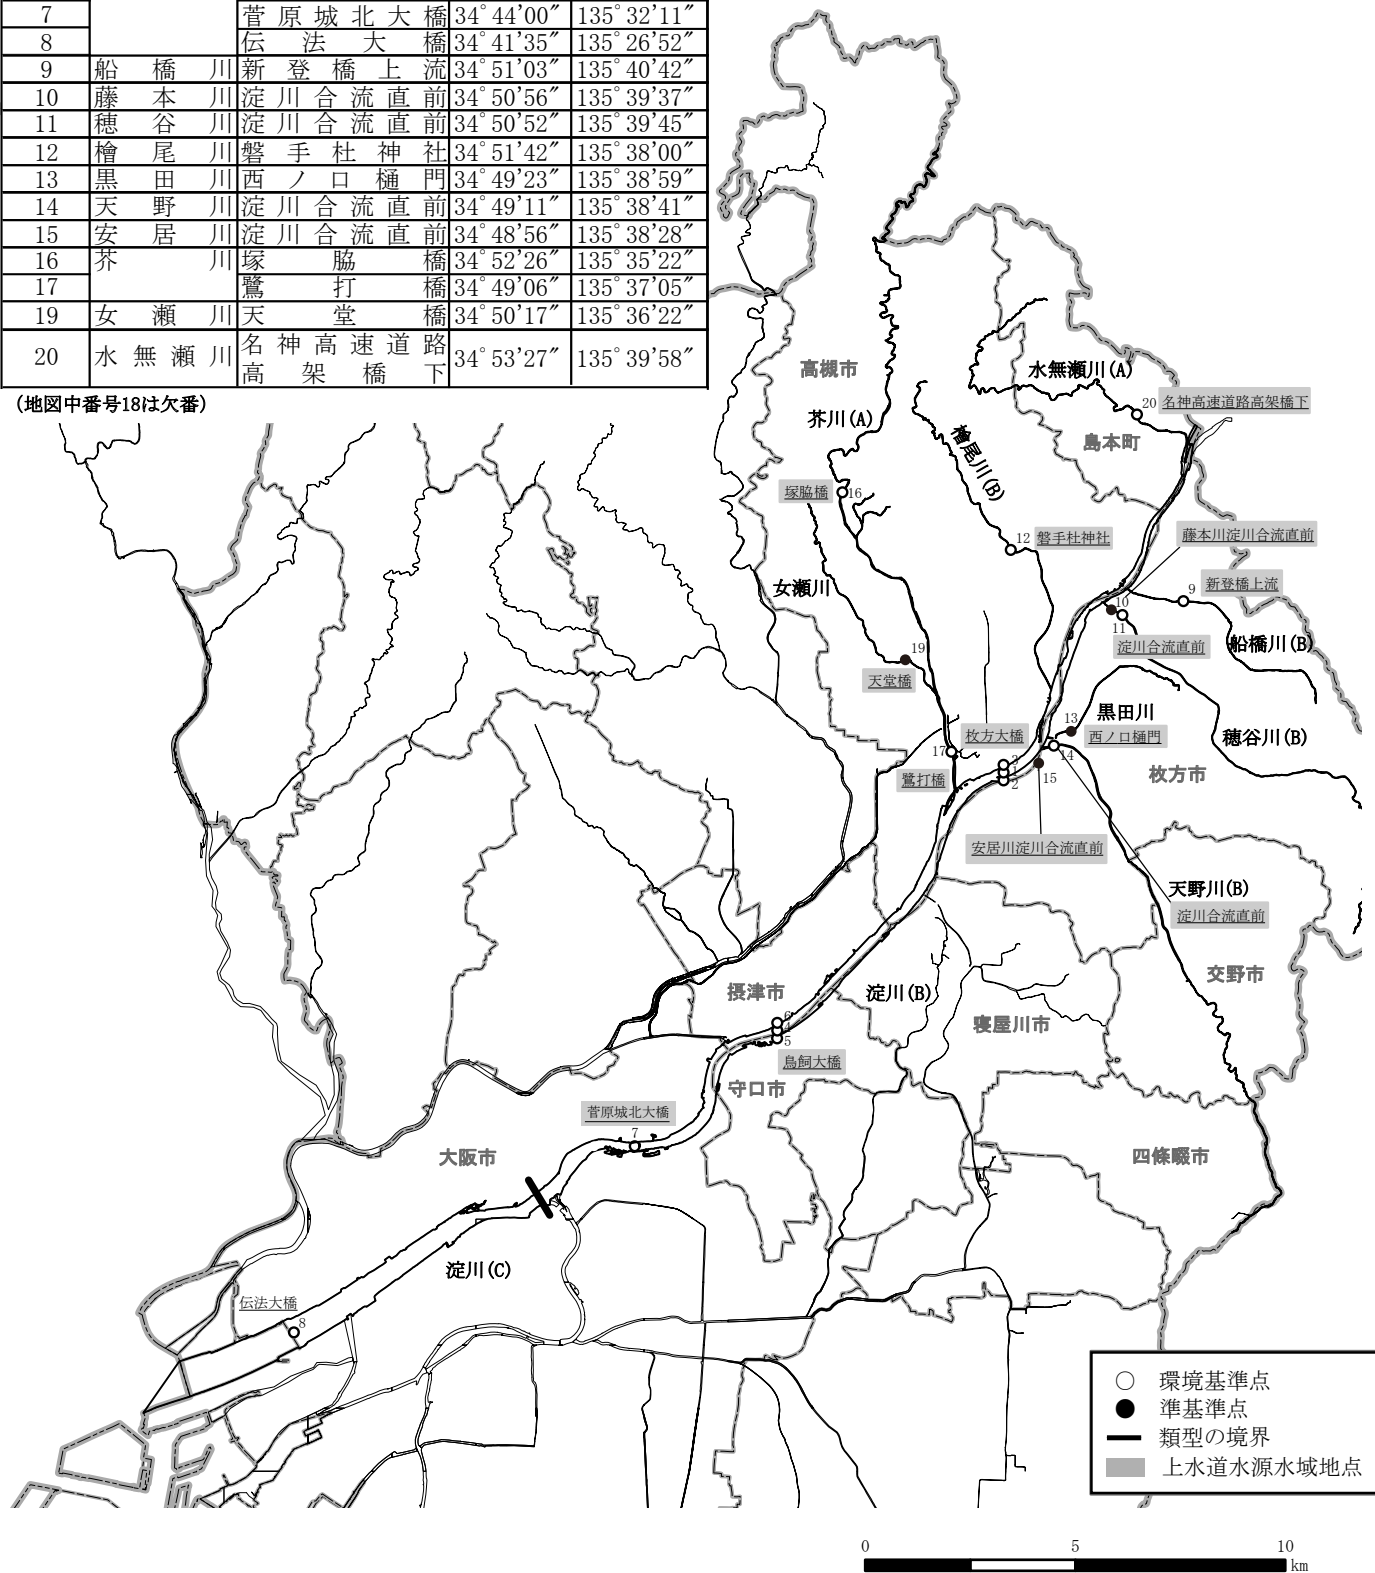 7 菅原城北大橋 34°44'00" 135°32'11"
8 伝法大橋 34°41'35" 135°26'52"
9 船橋川 新登橋上流 34°51'03" 135°40'42"
10 藤本川 淀川合流直前 34°50'56" 135°39'37"
11 穂谷川 淀川合流直前 34°50'52" 135°39'45"
12 檜尾川 磐手杜神社 34°51'42" 135°38'00"
13 黒田川 西ノ口樋門 34°49'23" 135°38'59"
14 天野川 淀川合流直前 34°49'11" 135°38'41"
15 安居川 淀川合流直前 34°48'56" 135°38'28"
16 芥川 塚脇橋 34°52'26" 135°35'22"
17 鷺打橋 34°49'06" 135°37'05"
19 女瀬川 天堂橋 34°50'17" 135°36'22"
20 水無瀬川 名神高速道路
高架橋下 34°53'27" 135°39'58"
(地図中番号18は欠番)
高槻市
水無瀬川(A)
20 名神高速道路高架橋下
芥川(A)
檜尾川(B)
島本町
塚脇橋
16
12 磐手杜神社
藤本川淀川合流直前
女瀬川
9 新登橋上流
10
11
淀川合流直前
船橋川(B)
19
天堂橋
黒田川
13
西ノ口樋門
穂谷川(B)
枚方大橋
17
鷺打橋
3
1
2
14
15
枚方市
安居川淀川合流直前
天野川(B)
淀川合流直前
交野市
摂津市
淀川(B)
寝屋川市
6
5
鳥飼大橋
守口市
菅原城北大橋
7
大阪市
四條畷市
淀川(C)
伝法大橋
8
○ 環境基準点
● 準基準点
類型の境界
上水道水源水域地点
0 5 10
km